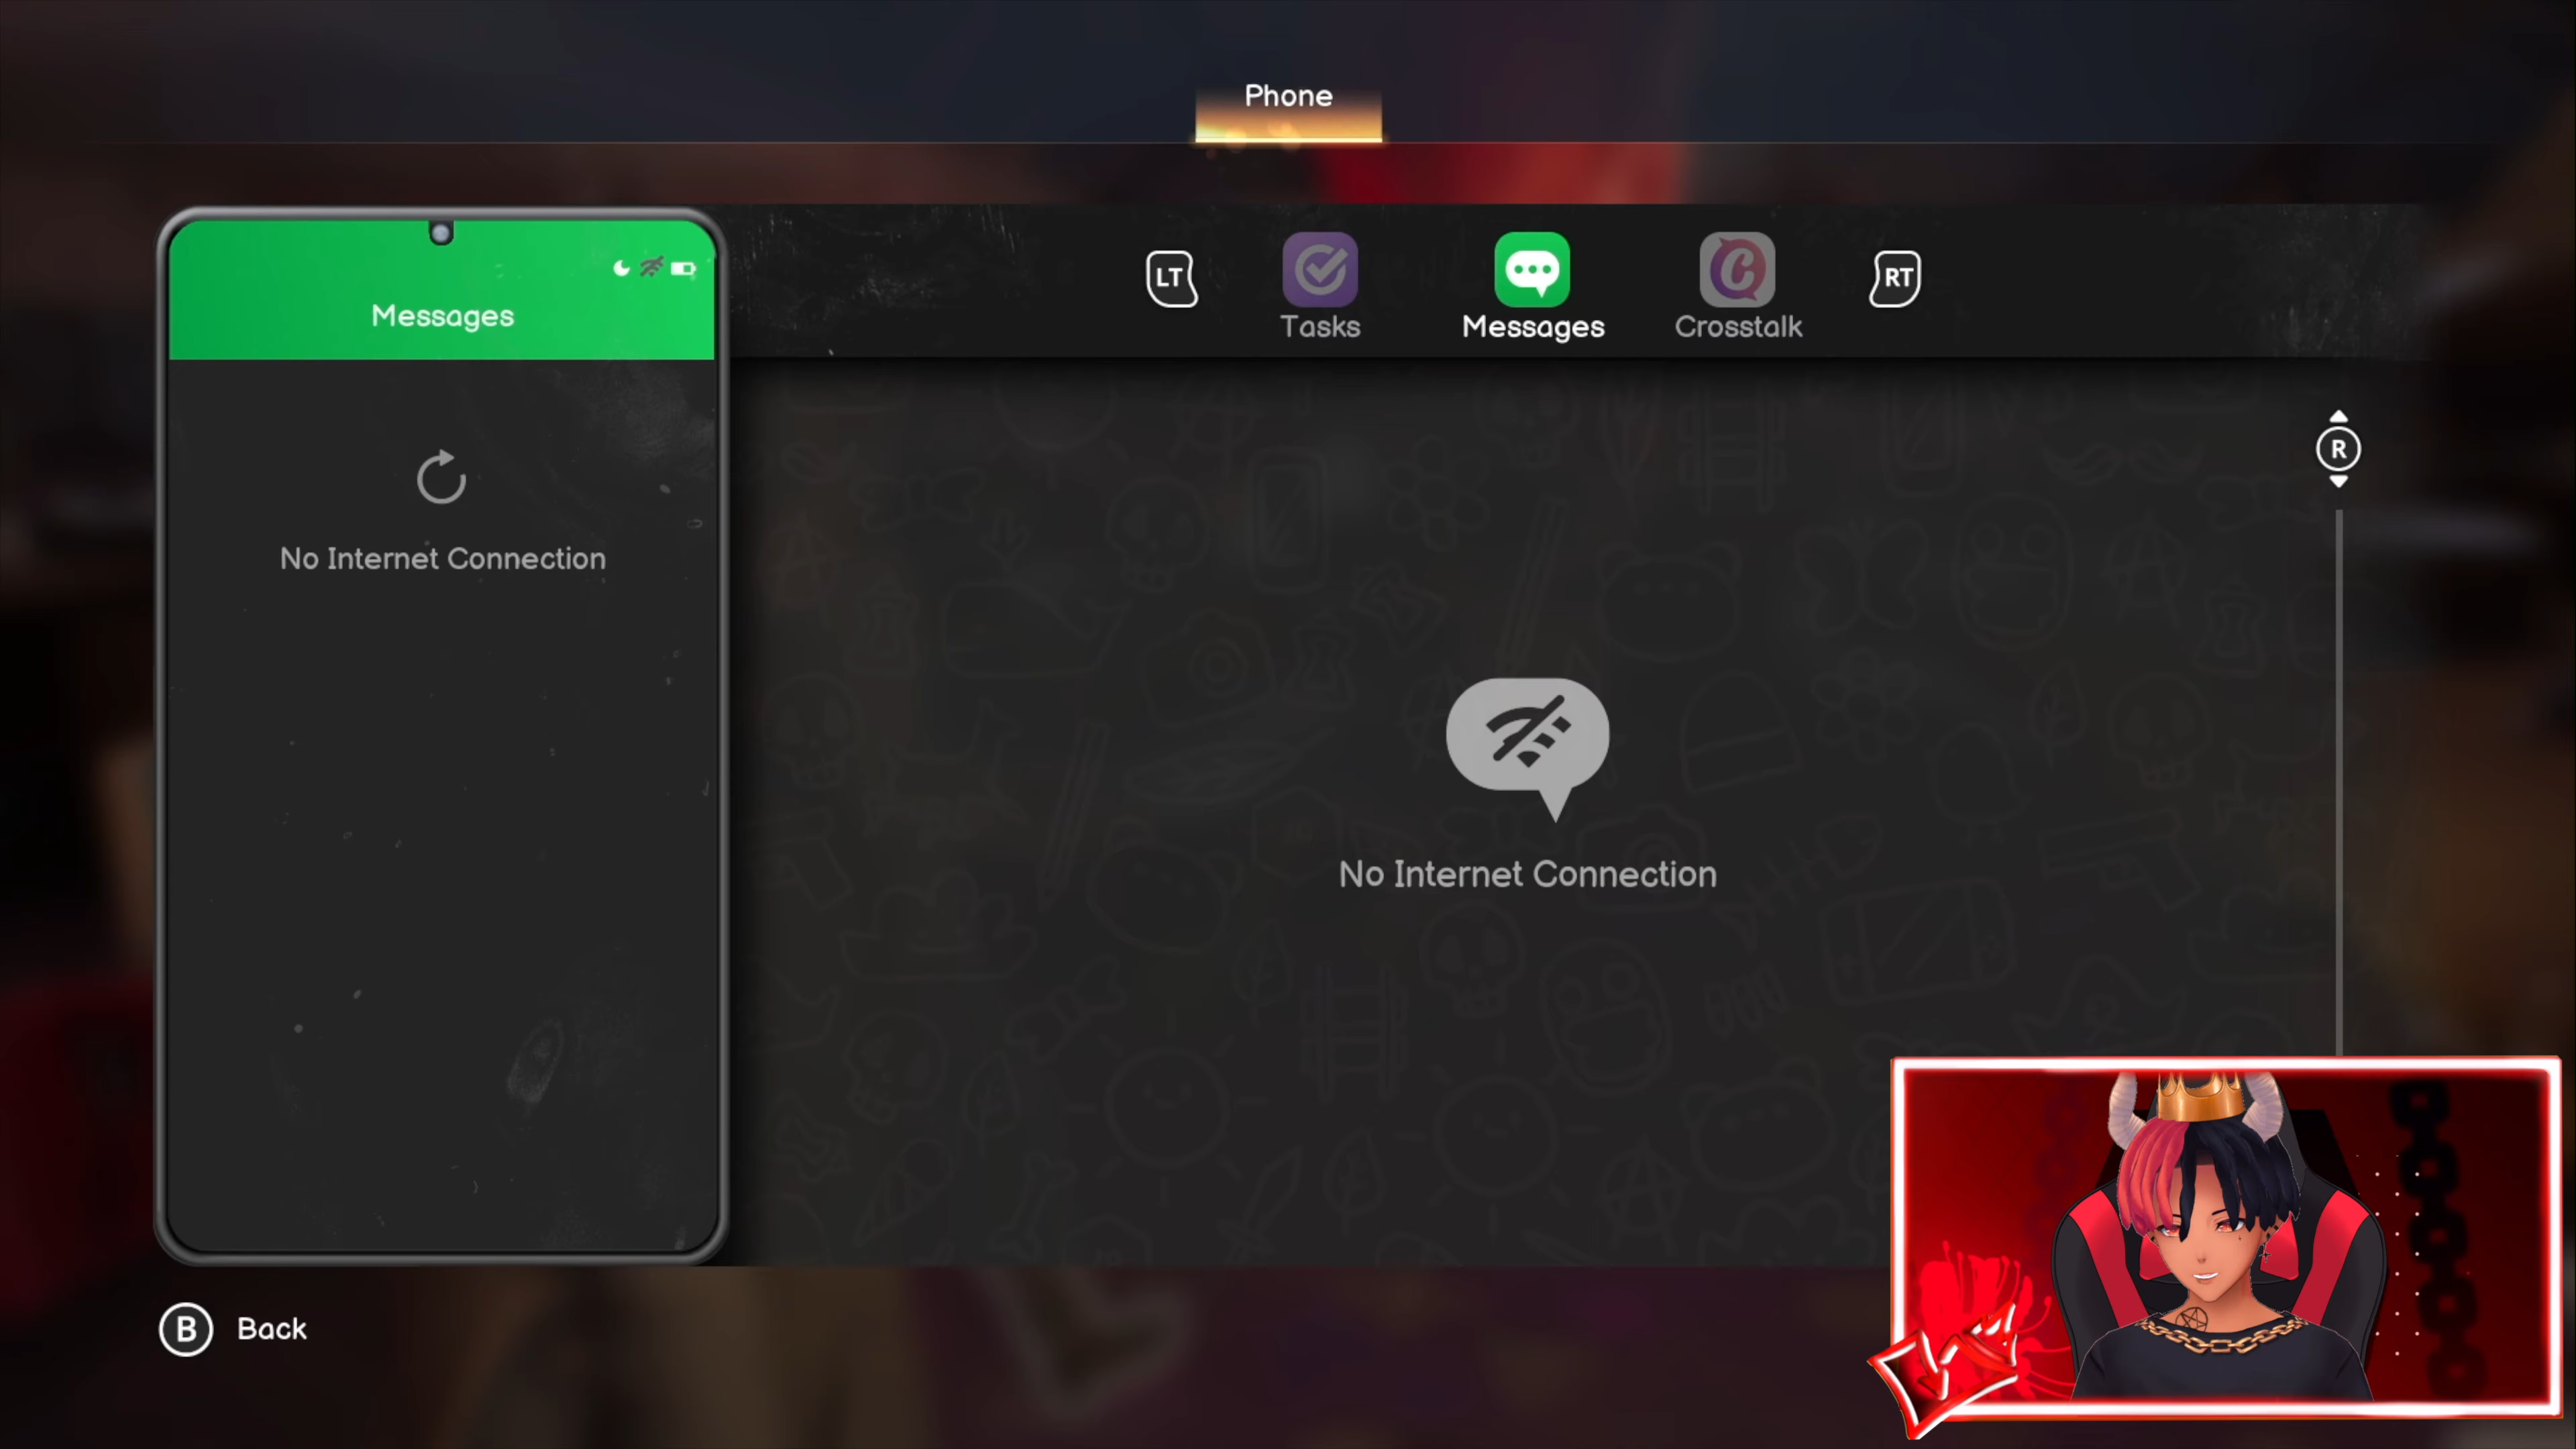 Phone
Messages
LT
Tasks
Messages
Crosstalk
RT
No Internet Connection
R
No Internet Connection
B Back